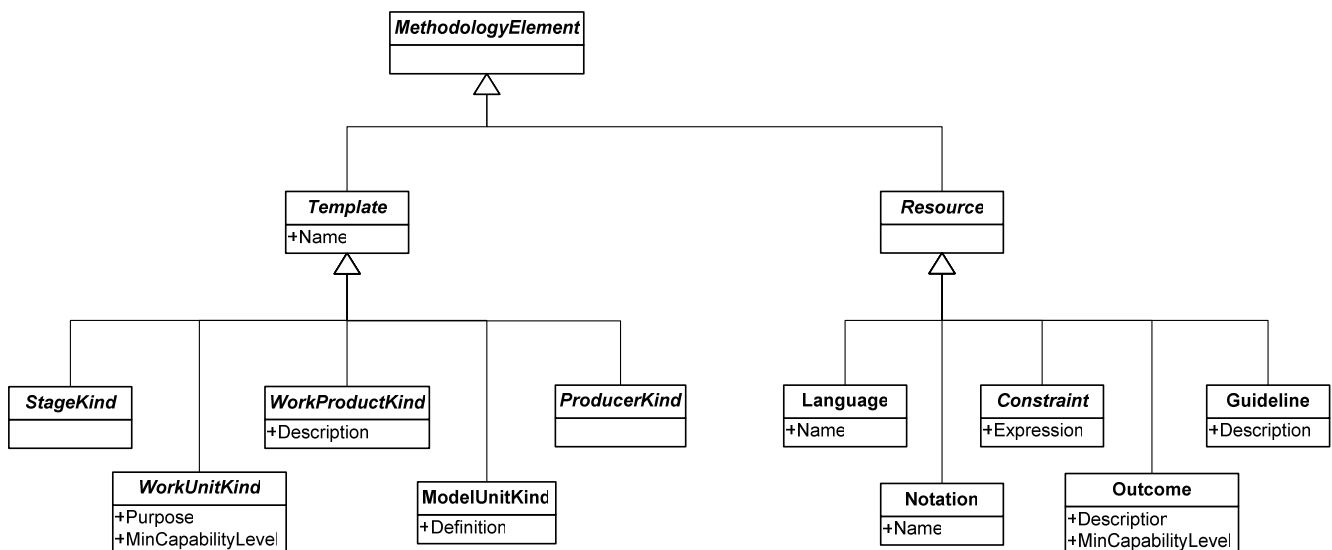 MethodologyElement
Template
+Name
Resource
StageKind
WorkProductKind
+Description
ProducerKind
Language
+Name
Constraint
+Expression
Guideline
+Description
WorkUnitKind
+Purpose
+MinCapabilityLevel
ModelUnitKind
+Definition
Notation
+Name
Outcome
+Description
+MinCapabilityLevel